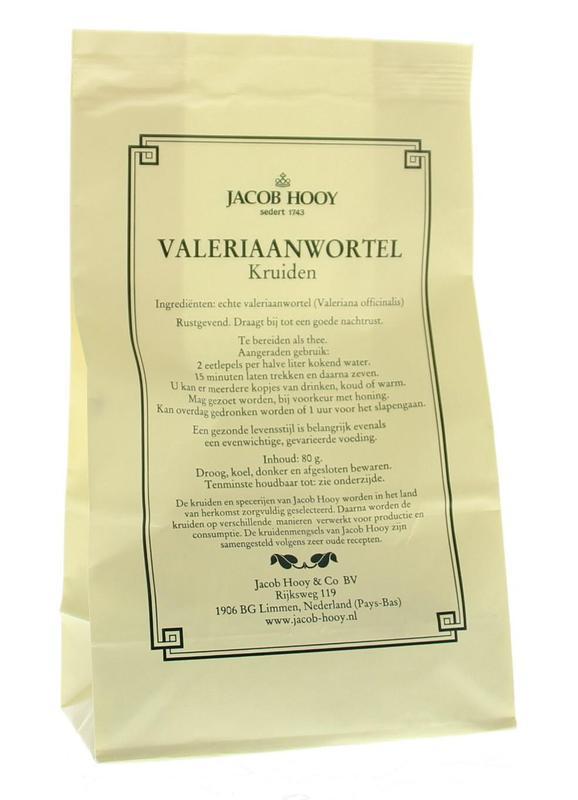 JACOB HOOY
sedert 1743
VALERIAANWORTEL
Kruiden
Ingrediënten: echte valeriaanwortel (Valeriana officinalis)
Rustgevend. Draagt bij tot een goede nachtrust.
Te bereiden als thee.
Aangeraden gebruik:
2 eetlepels per halve liter kokend water.
15 minuten laten trekken en daarna zeven.
U kan er meerdere kopjes van drinken, koud of warm.
Mag gezoet worden, bij voorkeur met honing.
Kan overdag gedronken worden of 1 uur voor het slapengaan.
Een gezonde levensstijl is belangrijk evenals
een evenwichtige, gevarieerde voeding.
Inhoud: 80 g.
Droog, koel, donker en afgesloten bewaren.
Tenminste houdbaar tot: zie onderzijde.
De kruiden en specerijen van Jacob Hooy worden in het land
van herkomst zorgvuldig geselecteerd. Daarna worden de
kruiden op verschillende manieren verwerkt voor productie en
consumptie. De kruidenmengsels van Jacob Hooy zijn
samengesteld volgens zeer oude recepten.
Jacob Hooy & Co BV
Rijksweg 119
1906 BG Limmen, Nederland (Pays-Bas)
www.jacob-hooy.nl